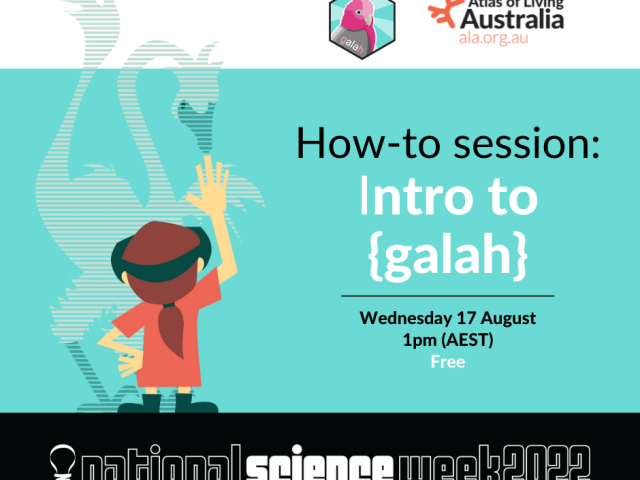 galah
Atlas of Living
Australia
ala.org.au
How-to session:
Intro to
{galah}
Wednesday 17 August
1pm (AEST)
Free
national science week 2022